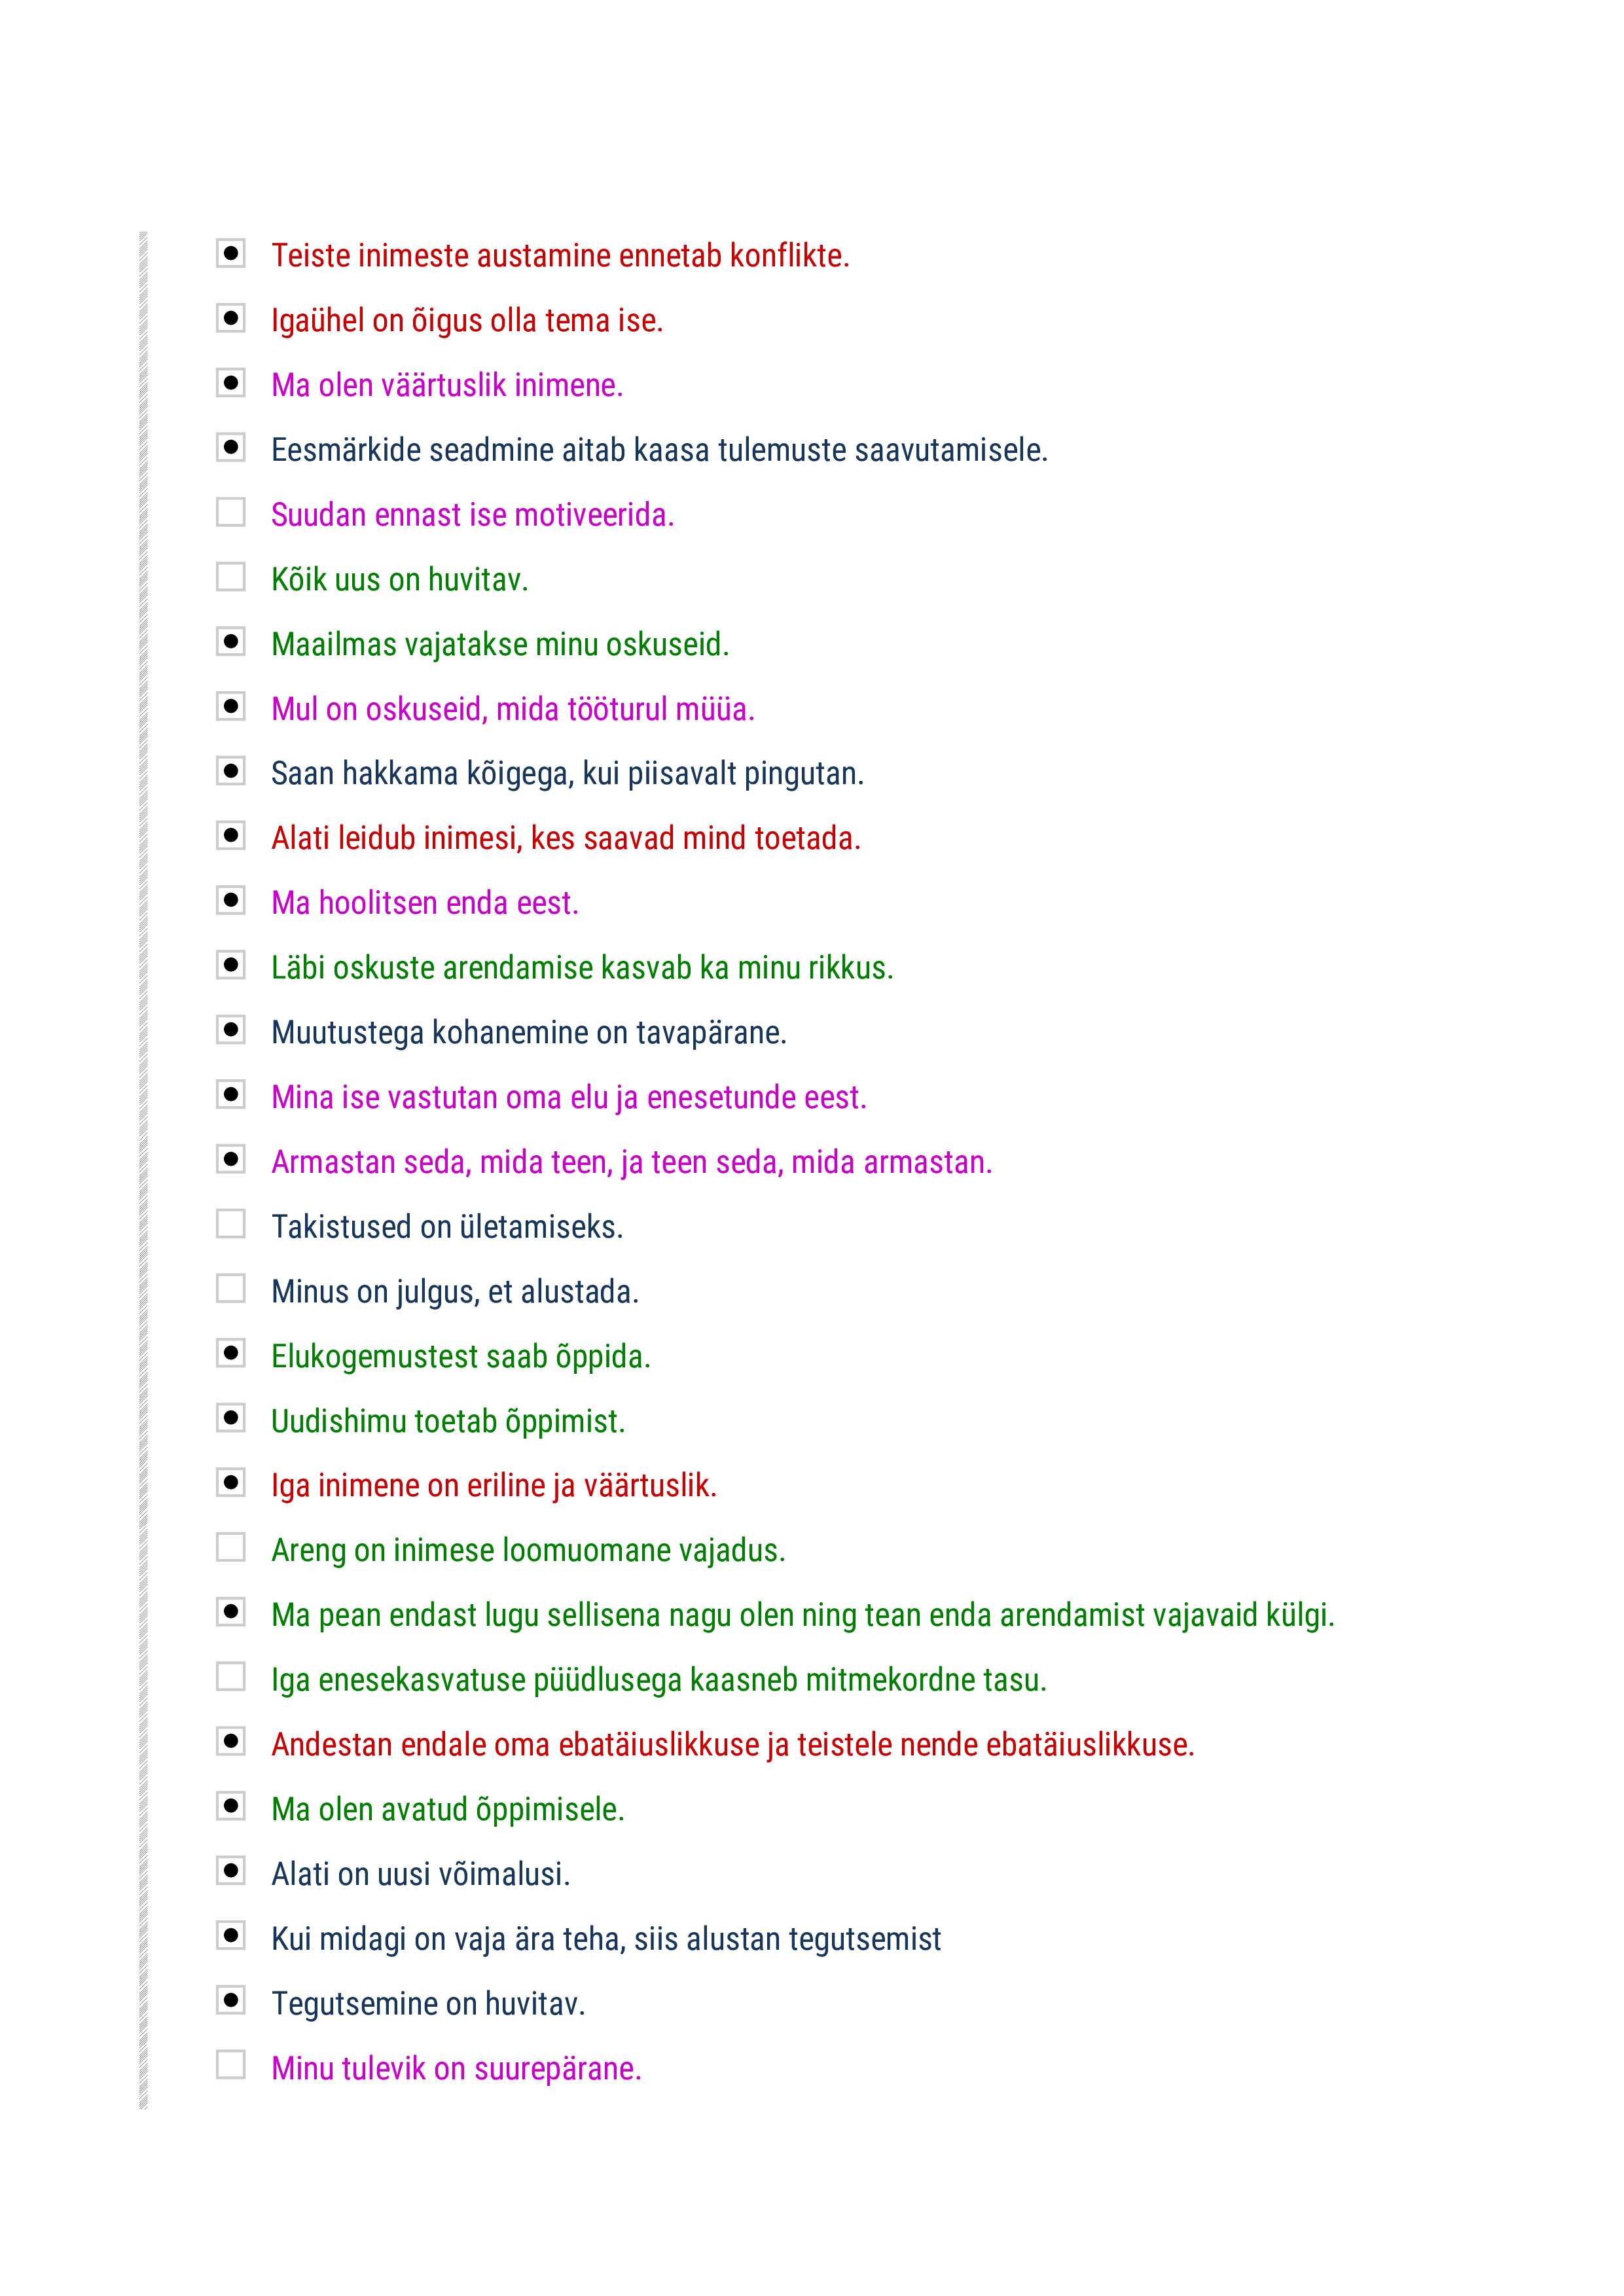 Teiste inimeste austamine ennetab konflikte.
Igaühel on õigus olla tema ise.
Ma olen väärtuslik inimene.
Eesmärkide seadmine aitab kaasa tulemuste saavutamisele.
Suudan ennast ise motiveerida.
Kõik uus on huvitav.
Maailmas vajatakse minu oskuseid.
Mul on oskuseid, mida tööturul müüa.
Saan hakkama kõigega, kui piisavalt pingutan.
Alati leidub inimesi, kes saavad mind toetada.
Ma hoolitsen enda eest.
Läbi oskuste arendamise kasvab ka minu rikkus.
Muutustega kohanemine on tavapärane.
Mina ise vastutan oma elu ja enesetunde eest.
Armastan seda, mida teen, ja teen seda, mida armastan.
Takistused on ületamiseks.
Minus on julgus, et alustada.
Elukogemustest saab õppida.
Uudishimu toetab õppimist.
Iga inimene on eriline ja väärtuslik.
Areng on inimese loomuomane vajadus.
Ma pean endast lugu sellisena nagu olen ning tean enda arendamist vajavaid külgi.
Iga enesekasvatuse püüdlusega kaasneb mitmekordne tasu.
Andestan endale oma ebatäiuslikkuse ja teistele nende ebatäiuslikkuse.
Ma olen avatud õppimisele.
Alati on uusi võimalusi.
Kui midagi on vaja ära teha, siis alustan tegutsemist
Tegutsemine on huvitav.
Minu tulevik on suurepärane.